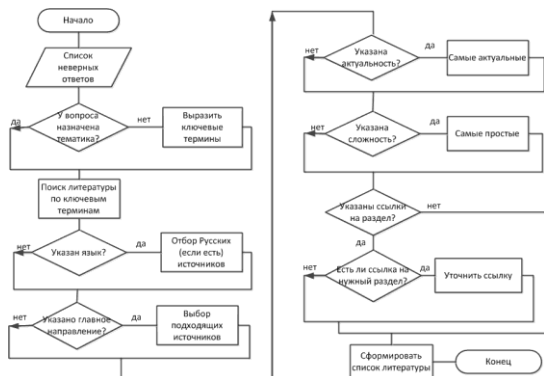 Начало
Список
неверных
ответов
У вопроса
назначена
тематика?
да
нет
Выразить
ключевые
термины
Поиск литературы
по ключевым
терминам
Указан язык?
нет
да
Отбор Русских
(если есть)
источников
Указано главное
направление?
нет
да
Выбор
подходящих
источников
Указана
актуальность?
нет
да
Самые актуальные
Указана
сложность?
нет
да
Самые простые
Указаны ссылки
на раздел?
нет
да
Есть ли ссылка на
нужный раздел?
нет
да
Уточнить ссылку
Сформировать
список литературы
Конец